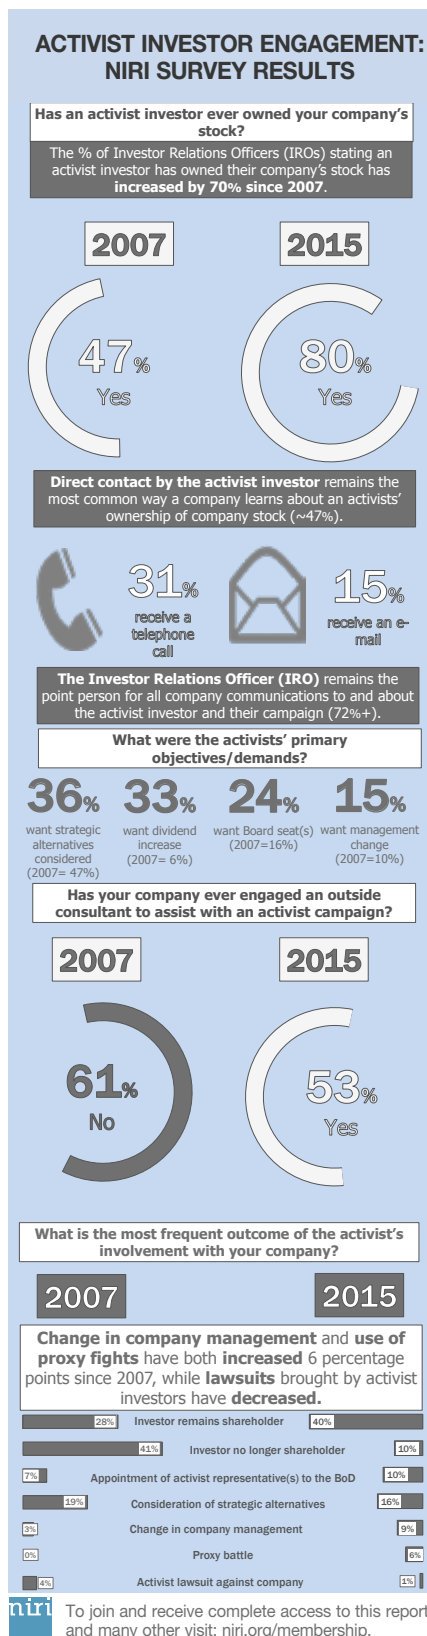 ACTIVIST INVESTOR ENGAGEMENT:
NIRI SURVEY RESULTS
Has an activist investor ever owned your company's
stock?
The % of Investor Relations Officers (IROs) stating an
activist investor has owned their company's stock has
increased by 70% since 2007.
2007
2015
47%
Yes
80%
Yes
Direct contact by the activist investor remains the
most common way a company learns about an activists'
ownership of company stock (~47%).
31%
receive a
telephone
call
15%
receive an e-
mail
The Investor Relations Officer (IRO) remains the
point person for all company communications to and about
the activist investor and their campaign (72%+).
What were the activists' primary
objectives/demands?
36%
want strategic
alternatives
considered
(2007= 47%)
33%
want dividend
increase
(2007= 6%)
24%
want Board seat(s)
(2007=16%)
15%
want management
change
(2007=10%)
Has your company ever engaged an outside
consultant to assist with an activist campaign?
2007
2015
61%
No
53%
Yes
What is the most frequent outcome of the activist's
involvement with your company?
2007
2015
Change in company management and use of
proxy fights have both increased 6 percentage
points since 2007, while lawsuits brought by activist
investors have decreased.
28% Investor remains shareholder 40%
41% Investor no longer shareholder 10%
7% Appointment of activist representative(s) to the BoD 10%
19% Consideration of strategic alternatives 16%
3% Change in company management 9%
0% Proxy battle 6%
4% Activist lawsuit against company 1%
niri
To join and receive complete access to this report
and many other visit: niri.org/membership.